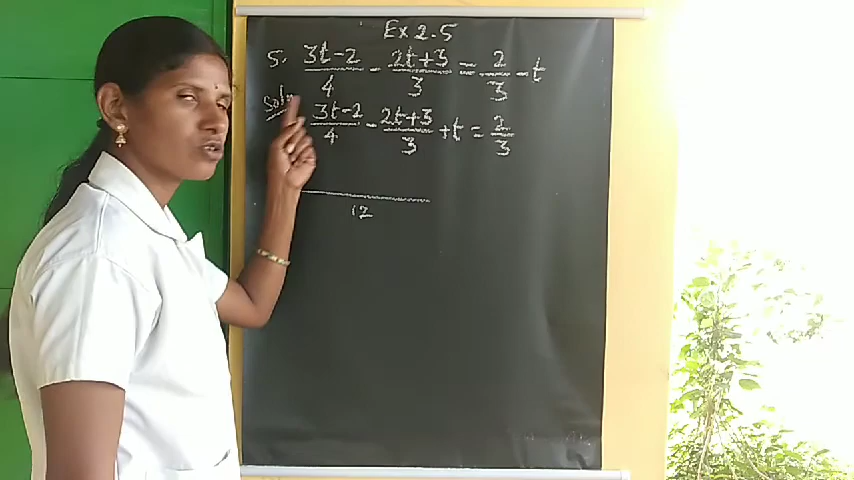 Ex 2.5
5. (3t-2)/4 - (2t+3)/3 = 2/3 - t
Soln (3t-2)/4 - (2t+3)/3 + t = 2/3
12